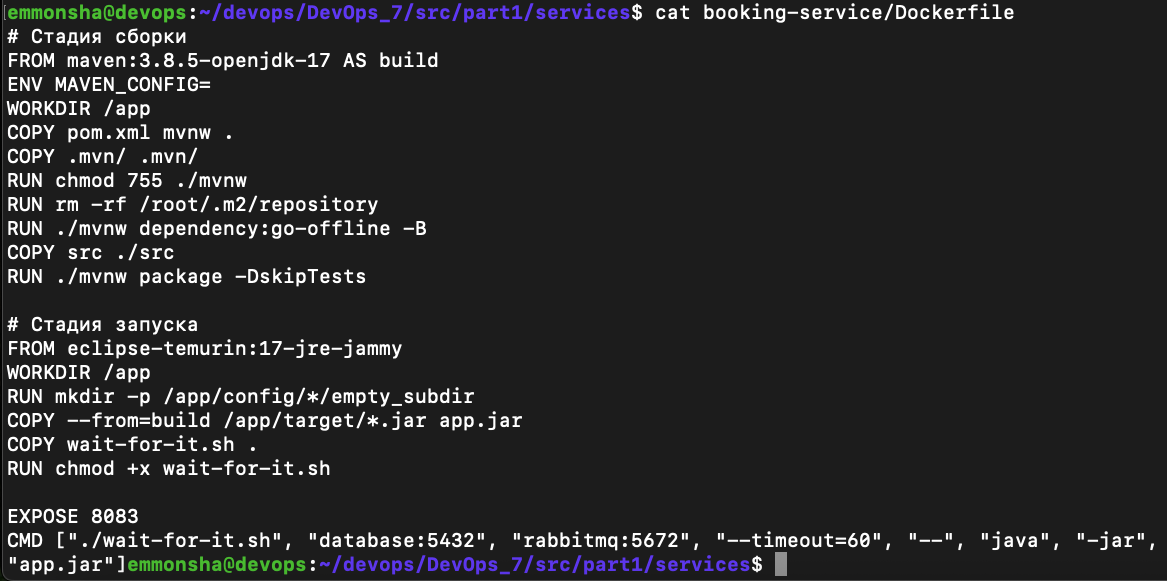 emmonsha@devops:~/devops/DevOps_7/src/part1/services$ cat booking-service/Dockerfile
# Стадия сборки
FROM maven:3.8.5-openjdk-17 AS build
ENV MAVEN_CONFIG=
WORKDIR /app
COPY pom.xml mvnw .
COPY .mvn/ .mvn/
RUN chmod 755 ./mvnw
RUN rm -rf /root/.m2/repository
RUN ./mvnw dependency:go-offline -B
COPY src ./src
RUN ./mvnw package -DskipTests

# Стадия запуска
FROM eclipse-temurin:17-jre-jammy
WORKDIR /app
RUN mkdir -p /app/config/*/empty_subdir
COPY --from=build /app/target/*.jar app.jar
COPY wait-for-it.sh .
RUN chmod +x wait-for-it.sh

EXPOSE 8083
CMD ["./wait-for-it.sh", "database:5432", "rabbitmq:5672", "--timeout=60", "--", "java", "-jar",
"app.jar"]emmonsha@devops:~/devops/DevOps_7/src/part1/services$